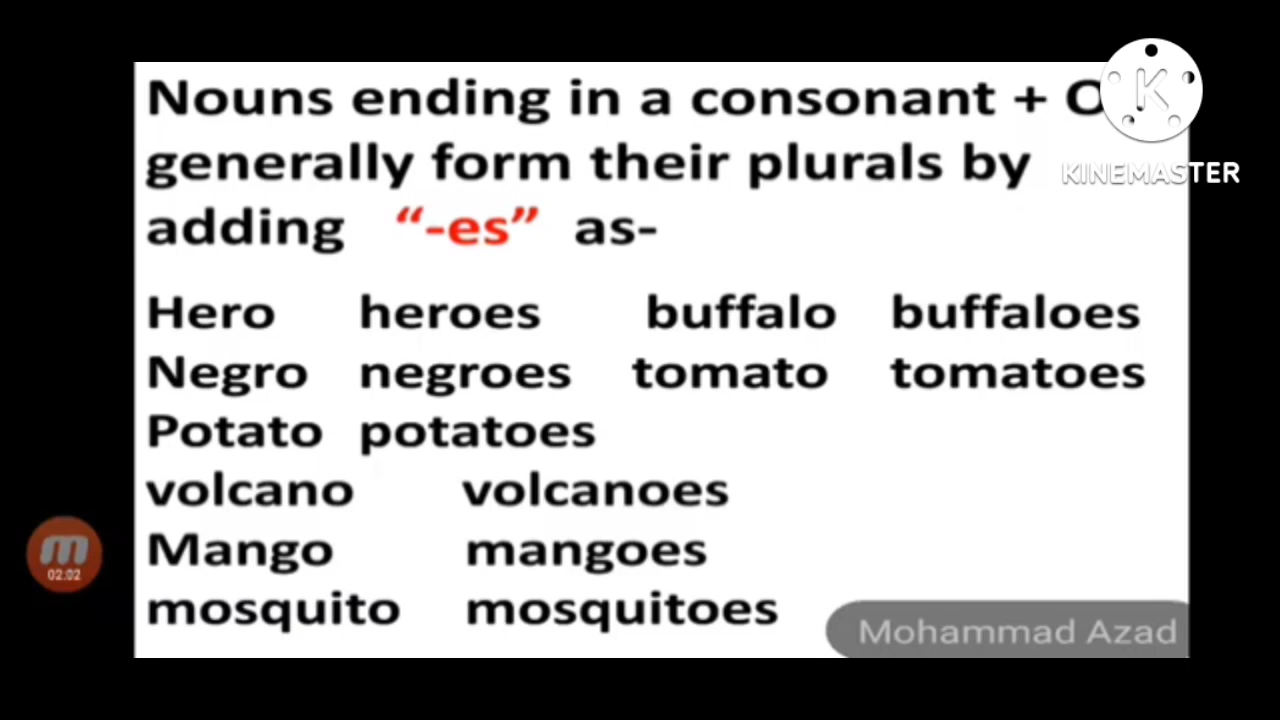 Nouns ending in a consonant + O
generally form their plurals by
adding “-es” as-
Hero heroes buffalo buffaloes
Negro negroes tomato tomatoes
Potato potatoes
volcano volcanoes
Mango mangoes
mosquito mosquitoes
K
KINEMASTER
m
02:02
Mohammad Azad